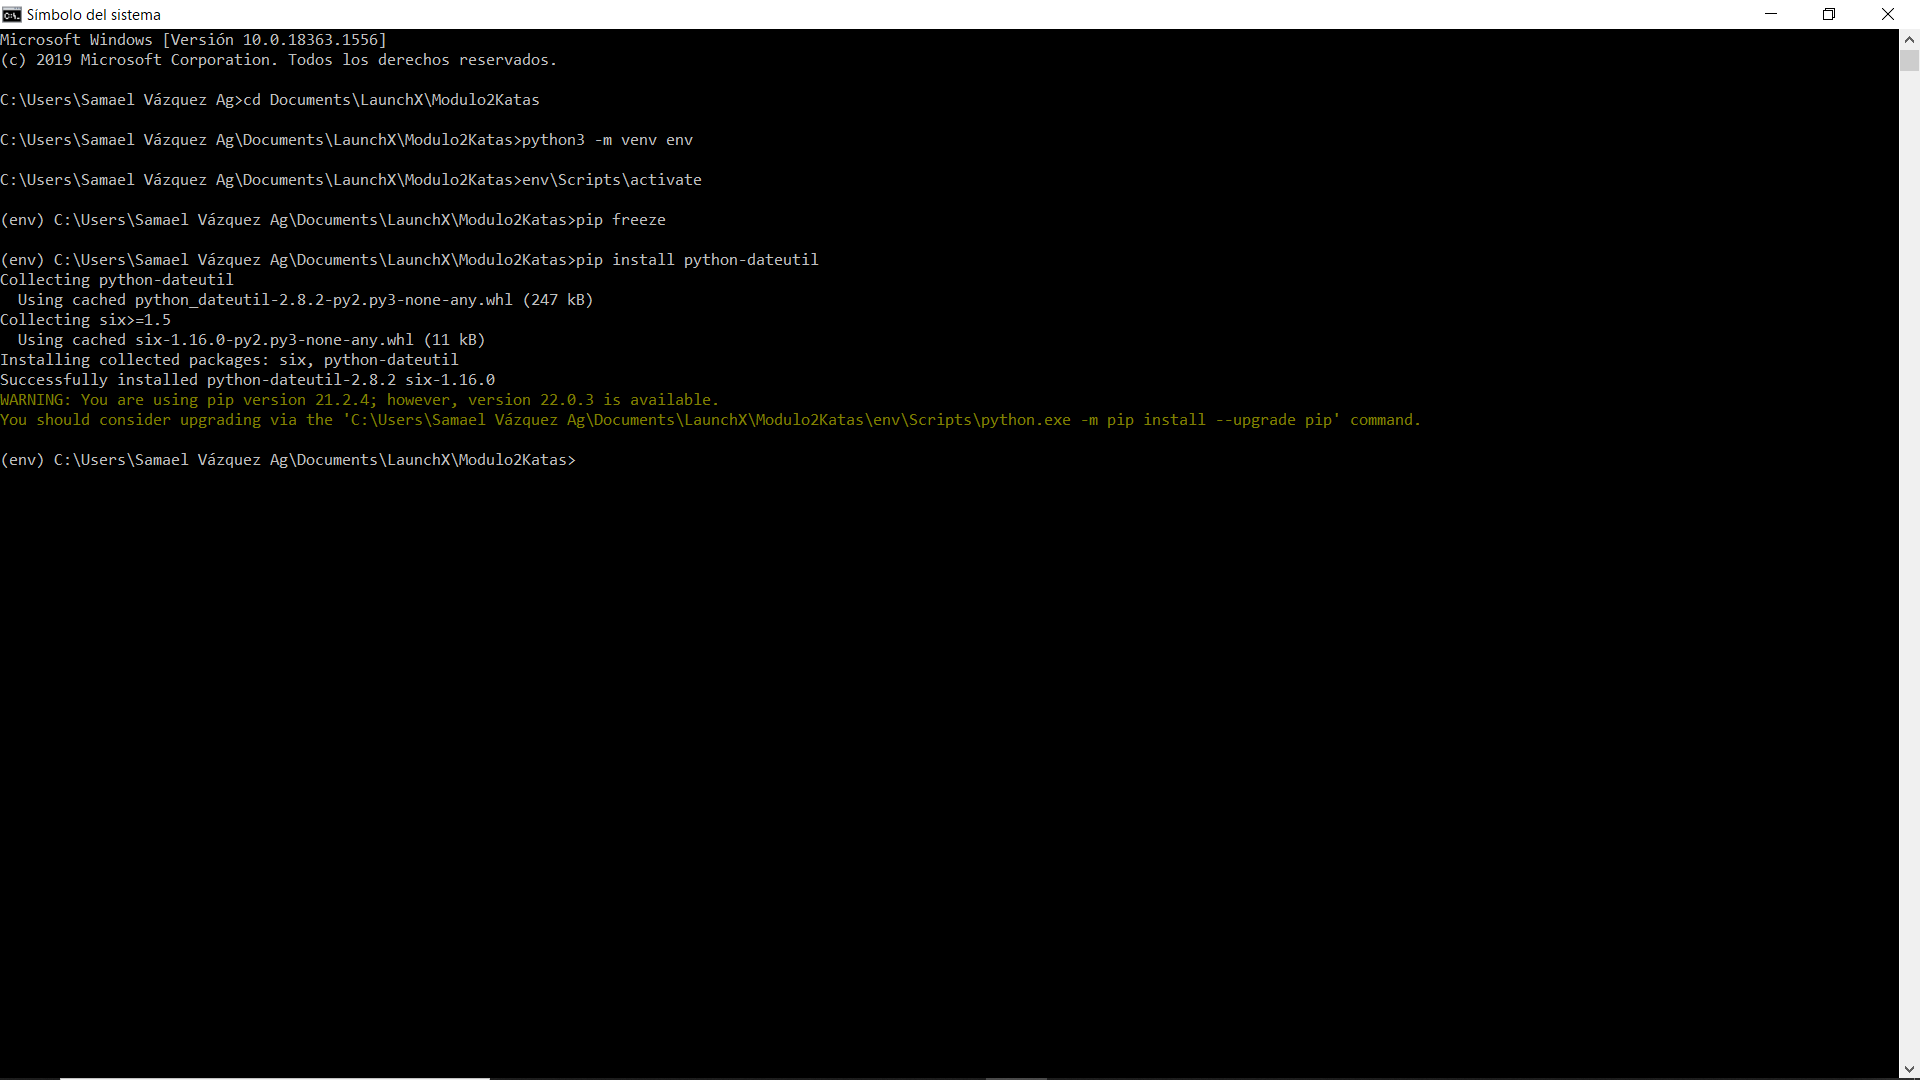 Símbolo del sistema
Microsoft Windows [Versión 10.0.18363.1556]
(c) 2019 Microsoft Corporation. Todos los derechos reservados.
C:\Users\Samael Vázquez Ag>cd Documents\LaunchX\Modulo2Katas
C:\Users\Samael Vázquez Ag\Documents\LaunchX\Modulo2Katas>python3 -m venv env
C:\Users\Samael Vázquez Ag\Documents\LaunchX\Modulo2Katas>env\Scripts\activate
(env) C:\Users\Samael Vázquez Ag\Documents\LaunchX\Modulo2Katas>pip freeze
(env) C:\Users\Samael Vázquez Ag\Documents\LaunchX\Modulo2Katas>pip install python-dateutil
Collecting python-dateutil
  Using cached python_dateutil-2.8.2-py2.py3-none-any.whl (247 kB)
Collecting six>=1.5
  Using cached six-1.16.0-py2.py3-none-any.whl (11 kB)
Installing collected packages: six, python-dateutil
Successfully installed python-dateutil-2.8.2 six-1.16.0
WARNING: You are using pip version 21.2.4; however, version 22.0.3 is available.
You should consider upgrading via the 'C:\Users\Samael Vázquez Ag\Documents\LaunchX\Modulo2Katas\env\Scripts\python.exe -m pip install --upgrade pip' command.
(env) C:\Users\Samael Vázquez Ag\Documents\LaunchX\Modulo2Katas>